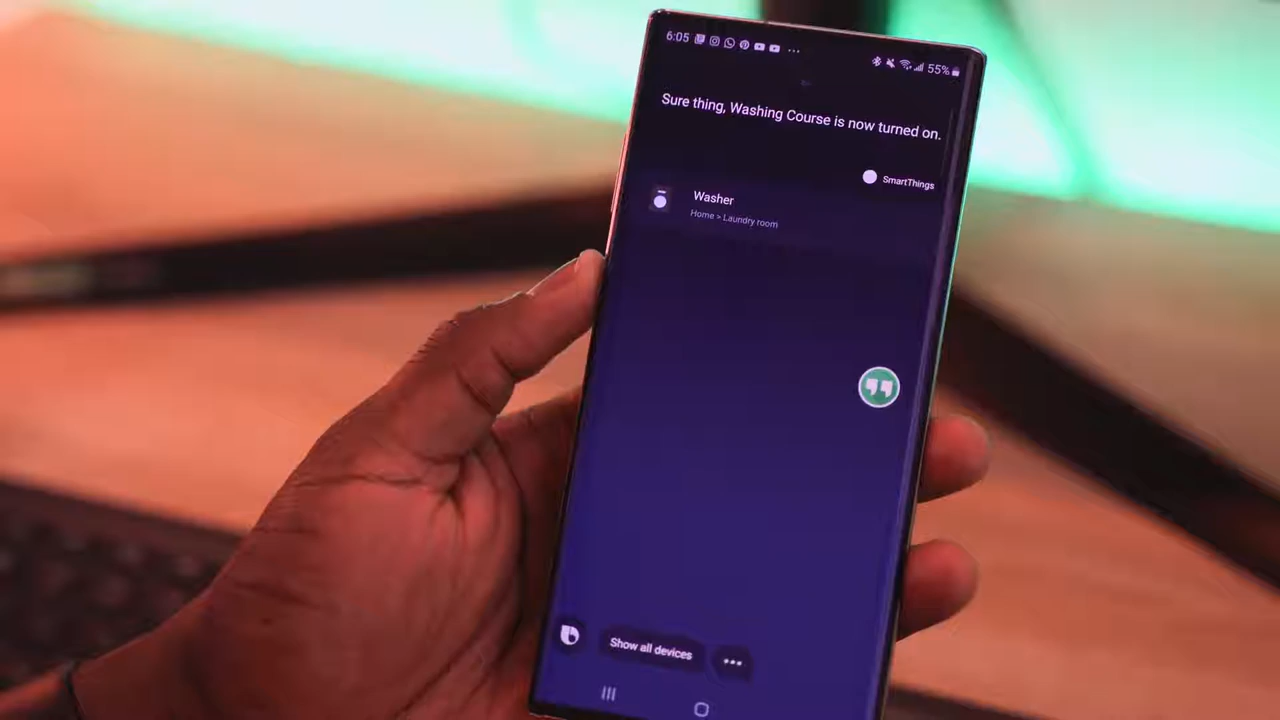 6:05
55%
Sure thing, Washing Course is now turned on.
SmartThings
Washer
Home > Laundry room
Show all devices